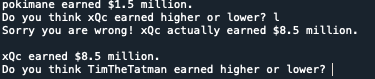 pokimane earned $1.5 million.
Do you think xQc earned higher or lower? l
Sorry you are wrong! xQc actually earned $8.5 million.
xQc earned $8.5 million.
Do you think TimTheTatman earned higher or lower?